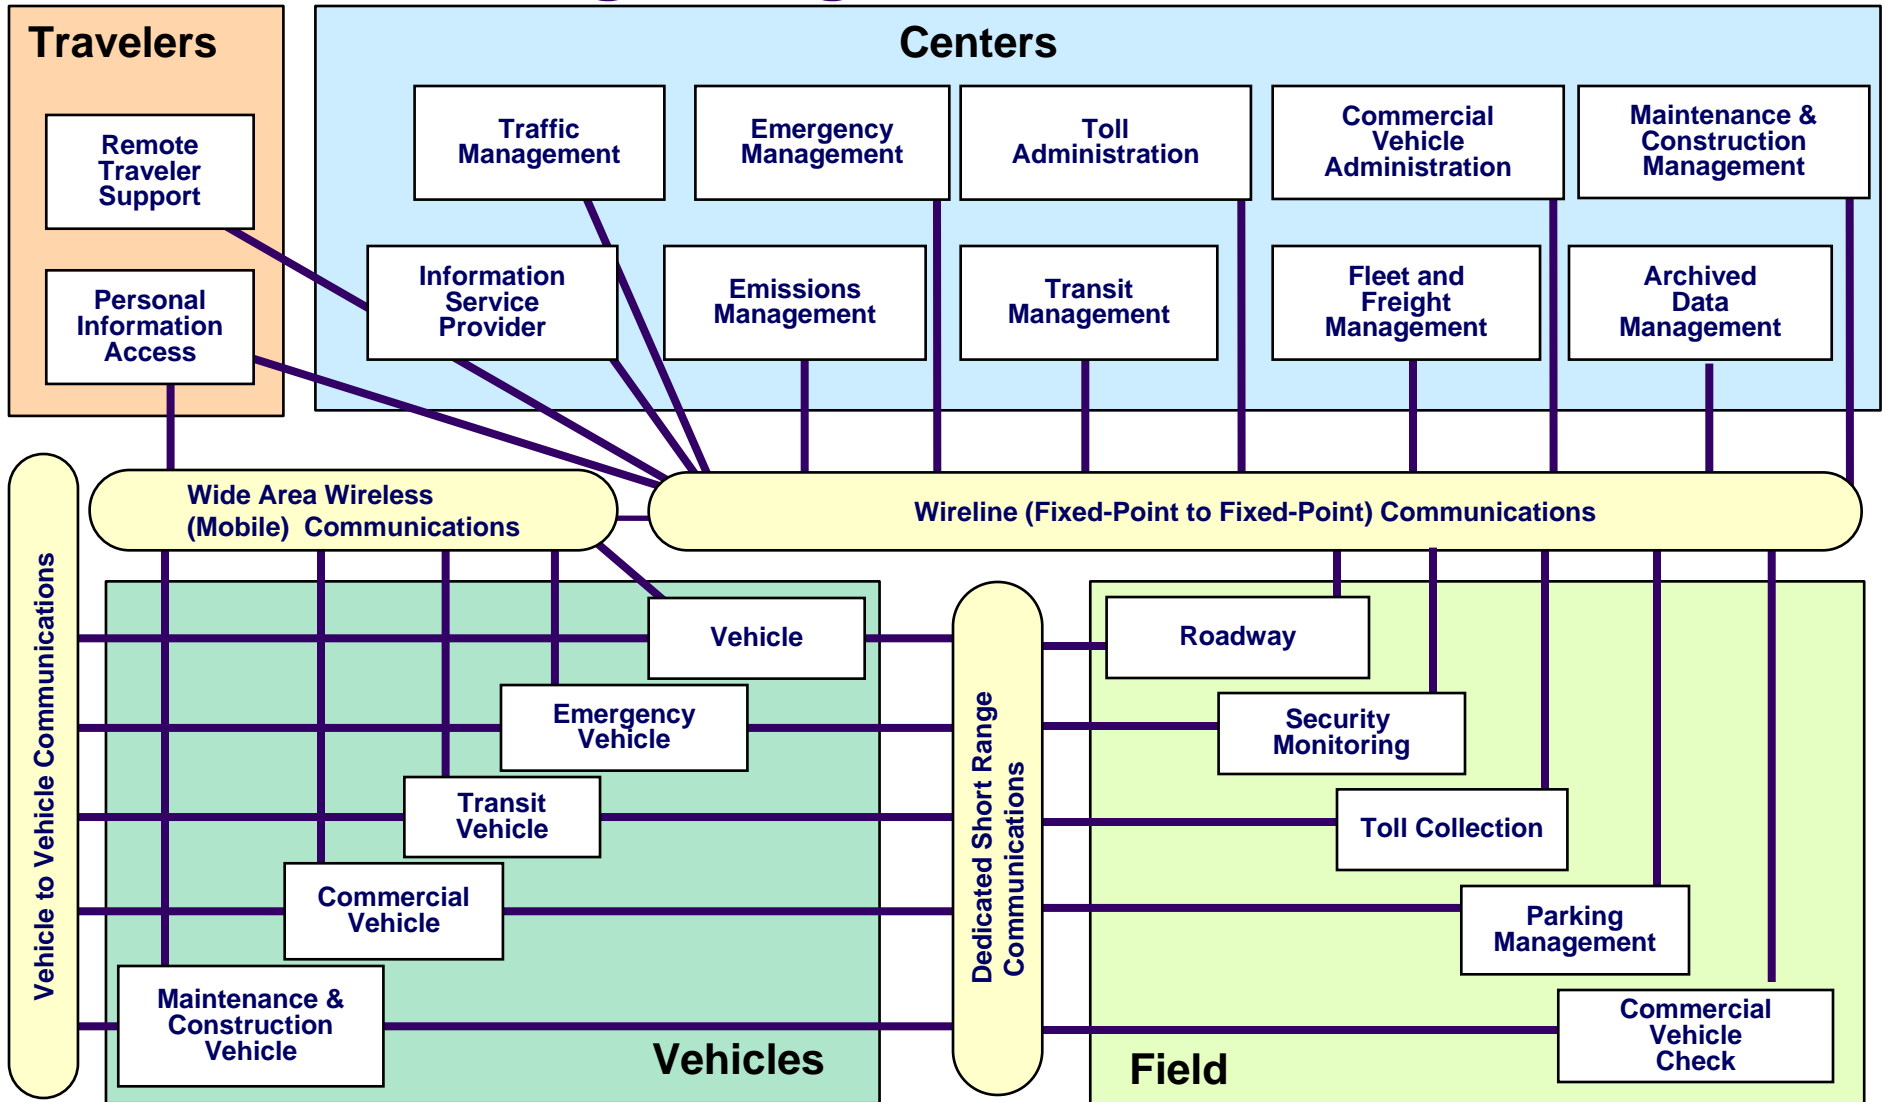 Travelers
Centers
Remote
Traveler
Support
Traffic
Management
Emergency
Management
Toll
Administration
Commercial
Vehicle
Administration
Maintenance &
Construction
Management
Personal
Information
Access
Information
Service
Provider
Emissions
Management
Transit
Management
Fleet and
Freight
Management
Archived
Data
Management
Wide Area Wireless
(Mobile) Communications
Wireline (Fixed-Point to Fixed-Point) Communications
Vehicle to Vehicle Communications
Vehicle
Emergency
Vehicle
Transit
Vehicle
Commercial
Vehicle
Maintenance &
Construction
Vehicle
Vehicles
Dedicated Short Range
Communications
Roadway
Security
Monitoring
Toll Collection
Parking
Management
Commercial
Vehicle
Check
Field